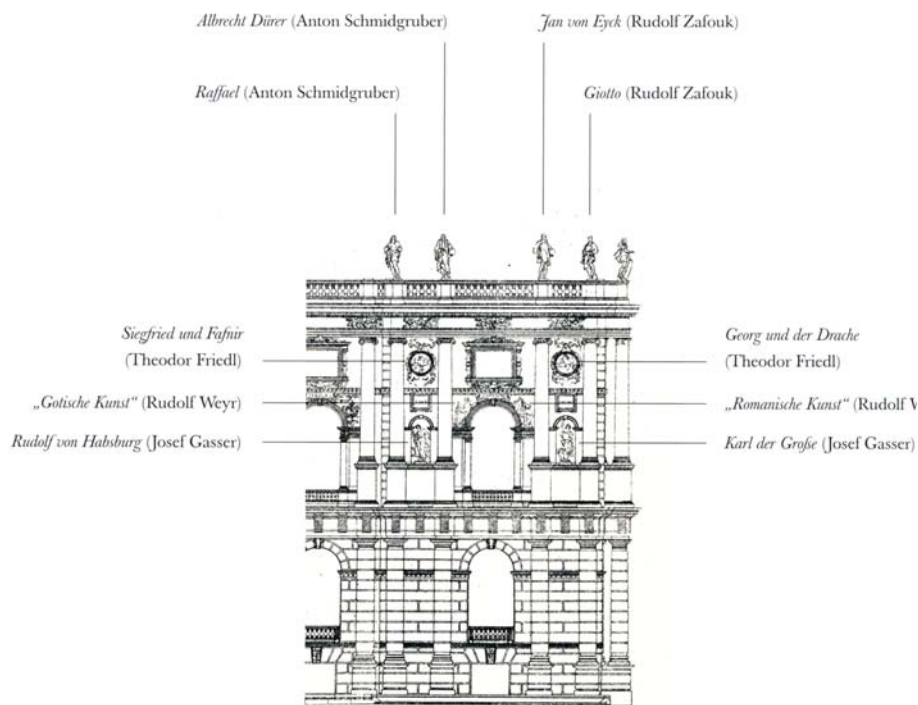 Albrecht Dürer (Anton Schmidgruber)
Jan von Eyck (Rudolf Zafouk)
Raffael (Anton Schmidgruber)
Giotto (Rudolf Zafouk)
Siegfried und Fafnir
(Theodor Friedl)
Georg und der Drache
(Theodor Friedl)
„Gotische Kunst“ (Rudolf Weyr)
„Romanische Kunst“ (Rudolf W
Rudolf von Habsburg (Josef Gasser)
Karl der Große (Josef Gasser)